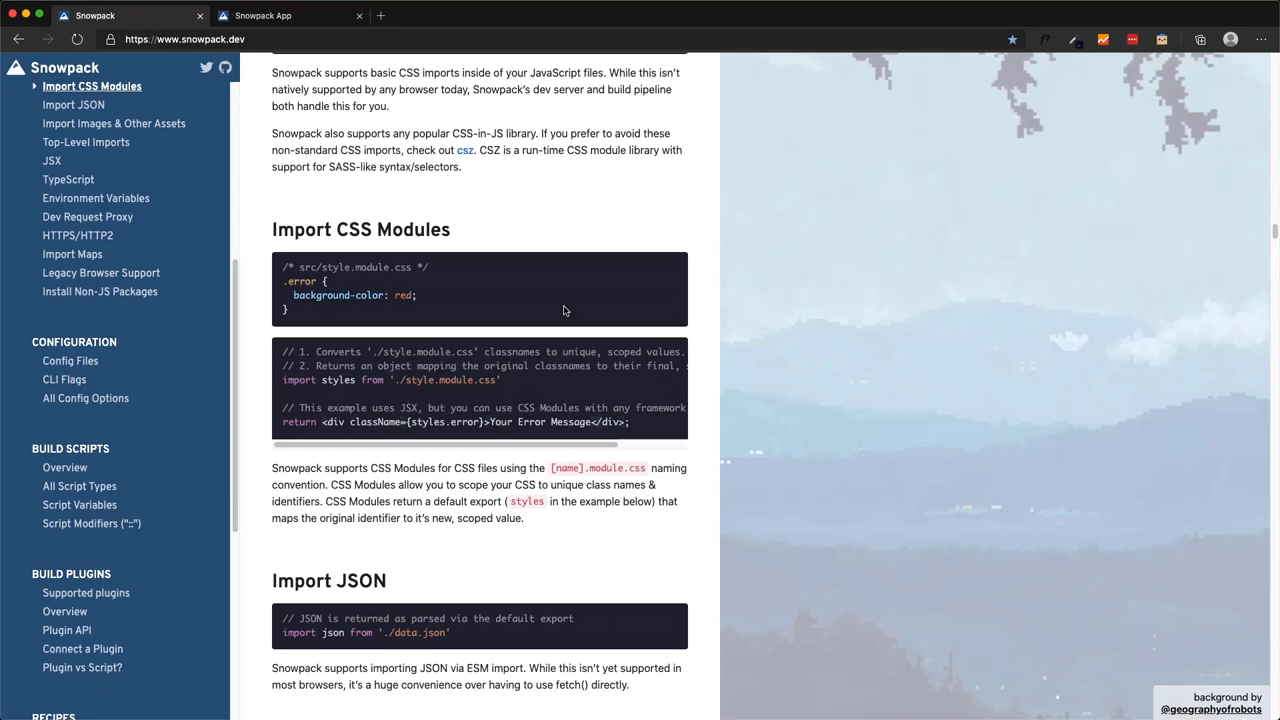 Snowpack
Snowpack App
https://www.snowpack.dev
Snowpack
Import CSS Modules
Import JSON
Import Images & Other Assets
Top-Level Imports
JSX
TypeScript
Environment Variables
Dev Request Proxy
HTTPS/HTTP2
Import Maps
Legacy Browser Support
Install Non-JS Packages
CONFIGURATION
Config Files
CLI Flags
All Config Options
BUILD SCRIPTS
Overview
All Script Types
Script Variables
Script Modifiers ("::")
BUILD PLUGINS
Supported plugins
Overview
Plugin API
Connect a Plugin
Plugin vs Script?
RECIPES
Snowpack supports basic CSS imports inside of your JavaScript files. While this isn't
natively supported by any browser today, Snowpack's dev server and build pipeline
both handle this for you.
Snowpack also supports any popular CSS-in-JS library. If you prefer to avoid these
non-standard CSS imports, check out csz. CSZ is a run-time CSS module library with
support for SASS-like syntax/selectors.
Import CSS Modules
/* src/style.module.css */
.error {
background-color: red;
}
// 1. Converts './style.module.css' classnames to unique, scoped values.
// 2. Returns an object mapping the original classnames to their final,
import styles from './style.module.css'
// This example uses JSX, but you can use CSS Modules with any framework
return <div className={styles.error}>Your Error Message</div>;
Snowpack supports CSS Modules for CSS files using the [name].module.css naming
convention. CSS Modules allow you to scope your CSS to unique class names &
identifiers. CSS Modules return a default export ( styles in the example below) that
maps the original identifier to it's new, scoped value.
Import JSON
// JSON is returned as parsed via the default export
import json from './data.json'
Snowpack supports importing JSON via ESM import. While this isn't yet supported in
most browsers, it's a huge convenience over having to use fetch() directly.
background by
@geographyofrobots